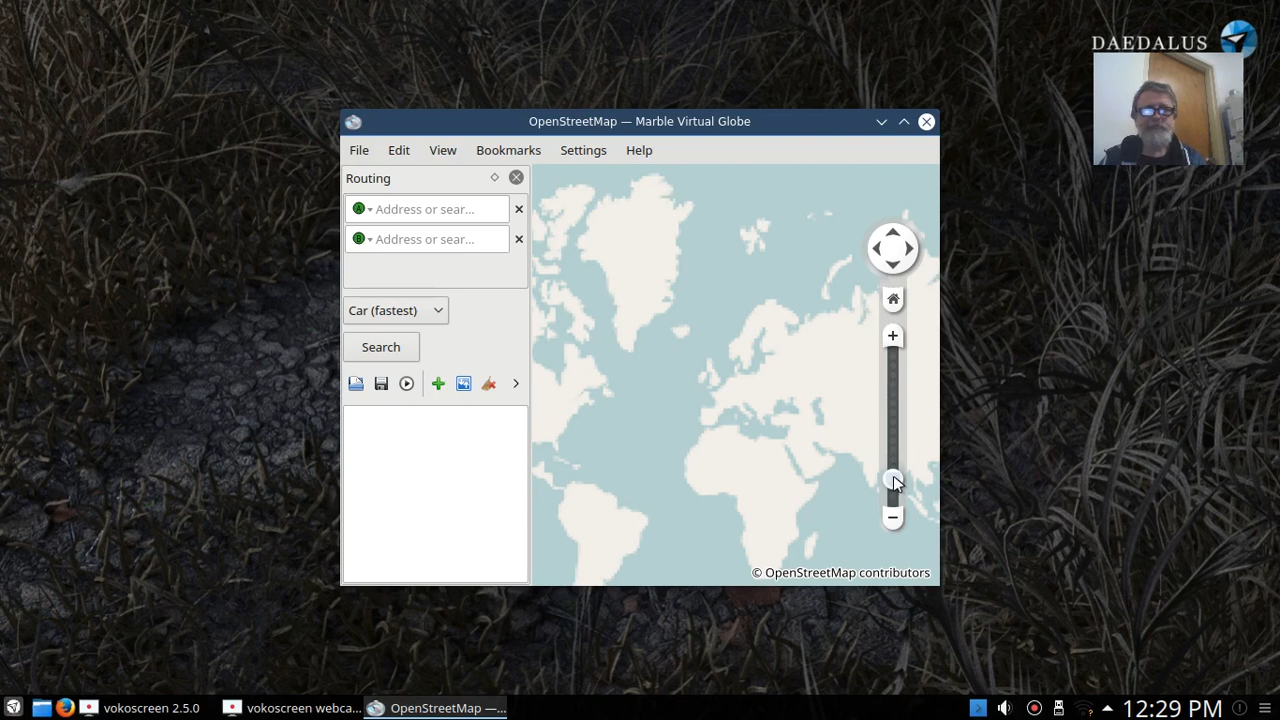 DAEDALUS
OpenStreetMap — Marble Virtual Globe
File Edit View Bookmarks Settings Help
Routing
A Address or sear...
B Address or sear...
Car (fastest)
Search
© OpenStreetMap contributors
vokoscreen 2.5.0 vokoscreen webca... OpenStreetMap —... 12:29 PM